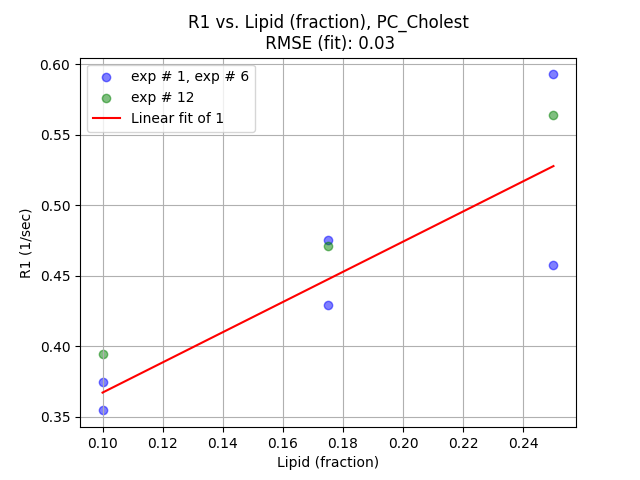 R1 vs. Lipid (fraction), PC_Cholest
RMSE (fit): 0.03
exp # 1, exp # 6
exp # 12
Linear fit of 1
0.60
0.55
0.50
0.45
0.40
0.35
R1 (1/sec)
0.10 0.12 0.14 0.16 0.18 0.20 0.22 0.24
Lipid (fraction)